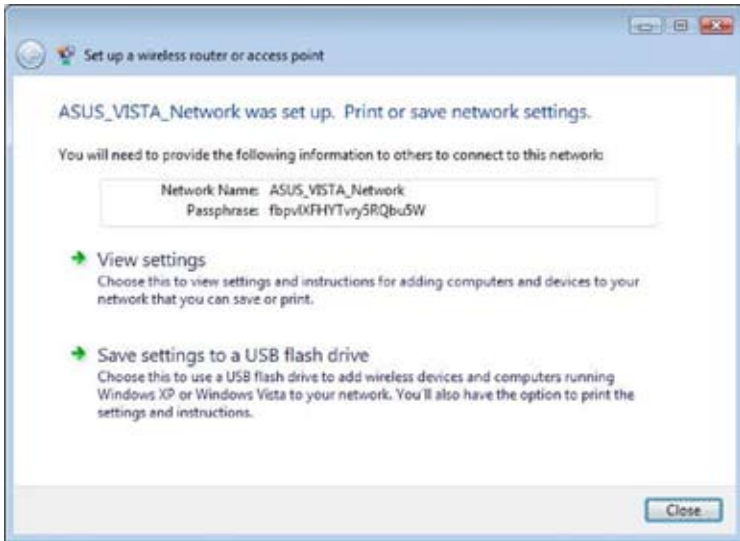 Set up a wireless router or access point
ASUS_VISTA_Network was set up. Print or save network settings.
You will need to provide the following information to others to connect to this network:
Network Name: ASUS_VISTA_Network
Passphrase: fbpvlXFHYTvry5RQbu5W
View settings
Choose this to view settings and instructions for adding computers and devices to your
network that you can save or print.
Save settings to a USB flash drive
Choose this to use a USB flash drive to add wireless devices and computers running
Windows XP or Windows Vista to your network. You'll also have the option to print the
settings and instructions.
Close